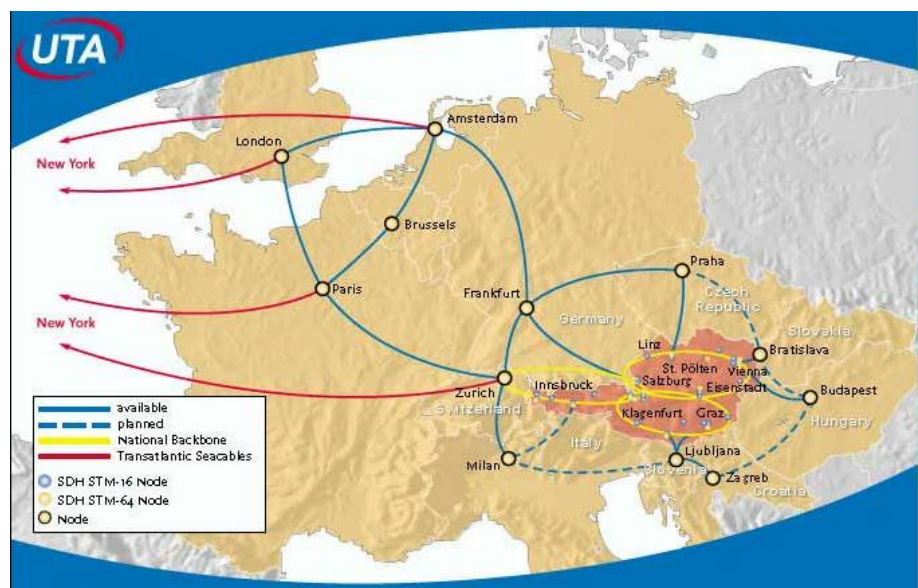 UTA
Amsterdam
London
New York
Brussels
Praha
Paris
Frankfurt
Czech
Republic
Germany
New York
Slovakia
Linz
Bratislava
St. Pölten
Vienna
Zurich
Innsbruck
Salzburg
Eisenstadt
Budapest
Switzerland
Klagenfurt
Graz
Hungary
Italy
Ljubljana
Milan
Slovenia
Zagreb
Croatia
available
planned
National Backbone
Transatlantic Seacables
SDH STM-16 Node
SDH STM-64 Node
Node